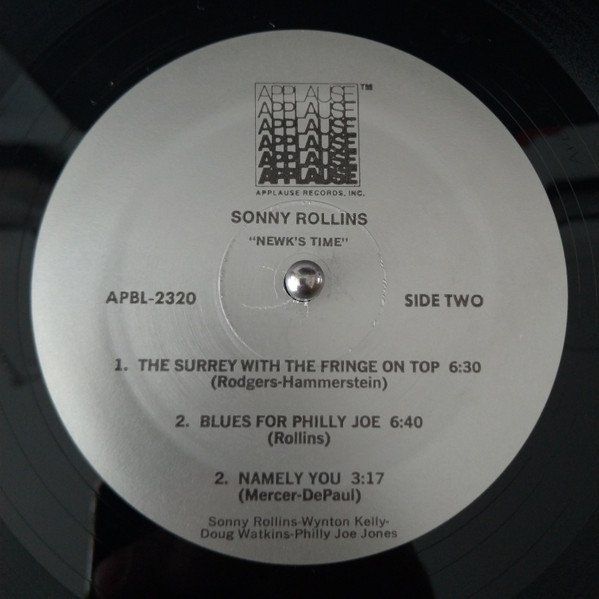 APPLAUSE™
APPLAUSE
APPLAUSE
APPLAUSE
APPLAUSE
APPLAUSE
APPLAUSE RECORDS, INC.
SONNY ROLLINS
"NEWK'S TIME"
APBL-2320 SIDE TWO
1. THE SURREY WITH THE FRINGE ON TOP 6:30
(Rodgers-Hammerstein)
2. BLUES FOR PHILLY JOE 6:40
(Rollins)
2. NAMELY YOU 3:17
(Mercer-DePaul)
Sonny Rollins-Wynton Kelly-
Doug Watkins-Philly Joe Jones